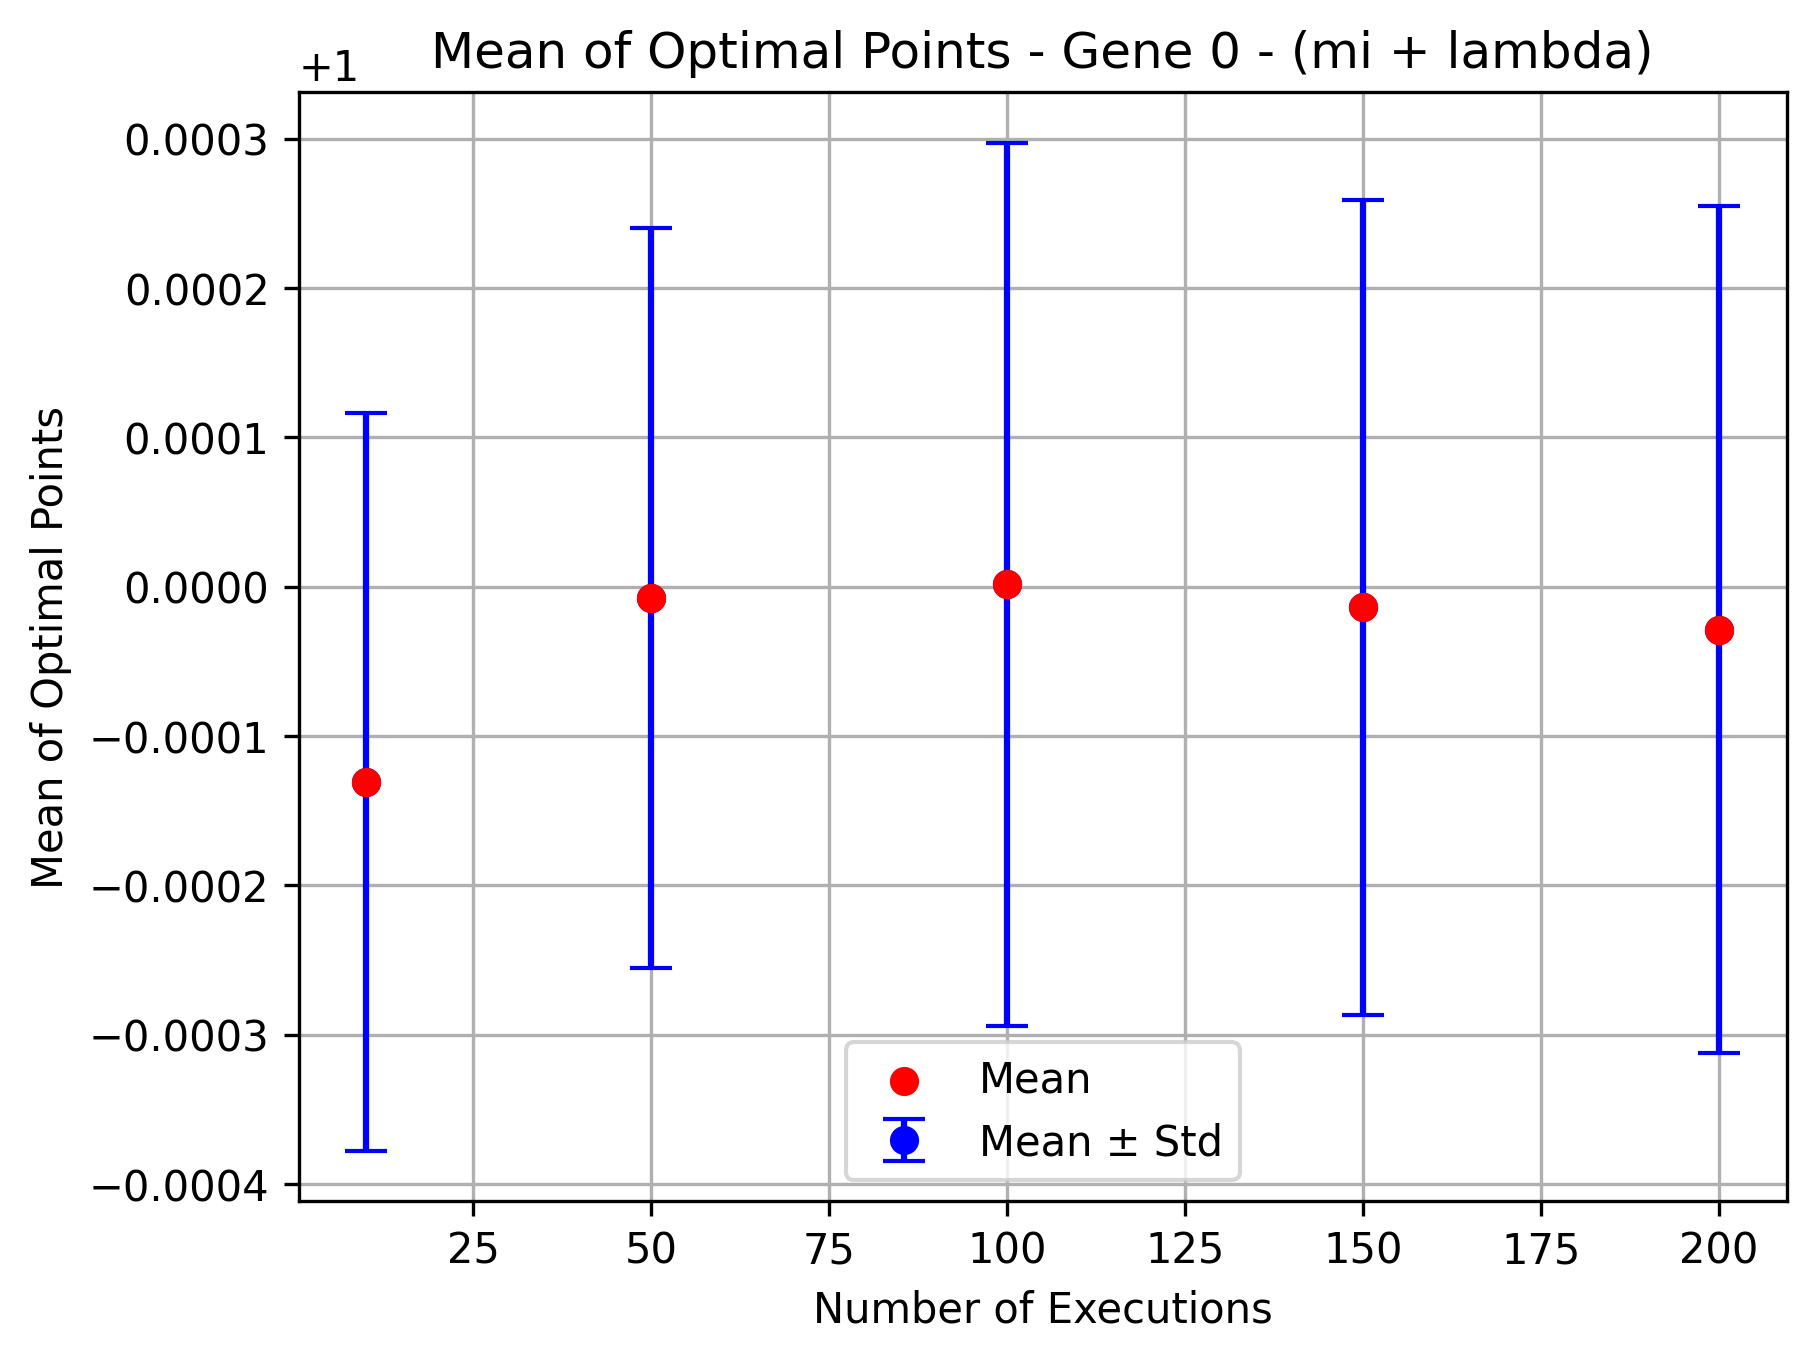 Mean of Optimal Points - Gene 0 - (mi + lambda)
+1
0.0003
0.0002
0.0001
0.0000
−0.0001
−0.0002
−0.0003
−0.0004
Mean of Optimal Points
Mean
Mean ± Std
25 50 75 100 125 150 175 200
Number of Executions